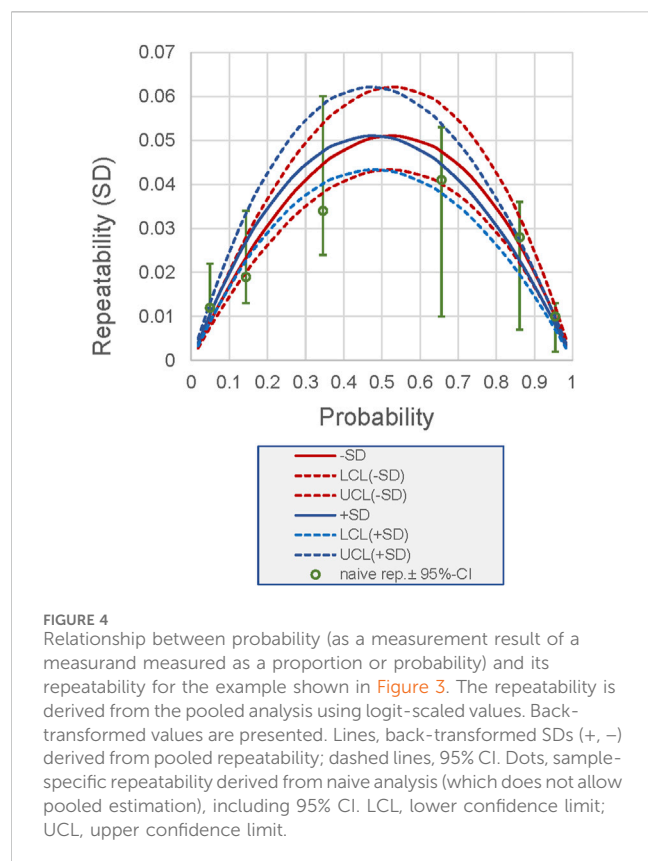 0.07
0.06
0.05
0.04
0.03
0.02
0.01
0
Repeatability (SD)
0 0.1 0.2 0.3 0.4 0.5 0.6 0.7 0.8 0.9 1
Probability
-SD
LCL(-SD)
UCL(-SD)
+SD
LCL(+SD)
UCL(+SD)
naive rep.± 95%-CI
FIGURE 4
Relationship between probability (as a measurement result of a
measurand measured as a proportion or probability) and its
repeatability for the example shown in Figure 3. The repeatability is
derived from the pooled analysis using logit-scaled values. Back-
transformed values are presented. Lines, back-transformed SDs (+, –)
derived from pooled repeatability; dashed lines, 95% CI. Dots, sample-
specific repeatability derived from naive analysis (which does not allow
pooled estimation), including 95% CI. LCL, lower confidence limit;
UCL, upper confidence limit.